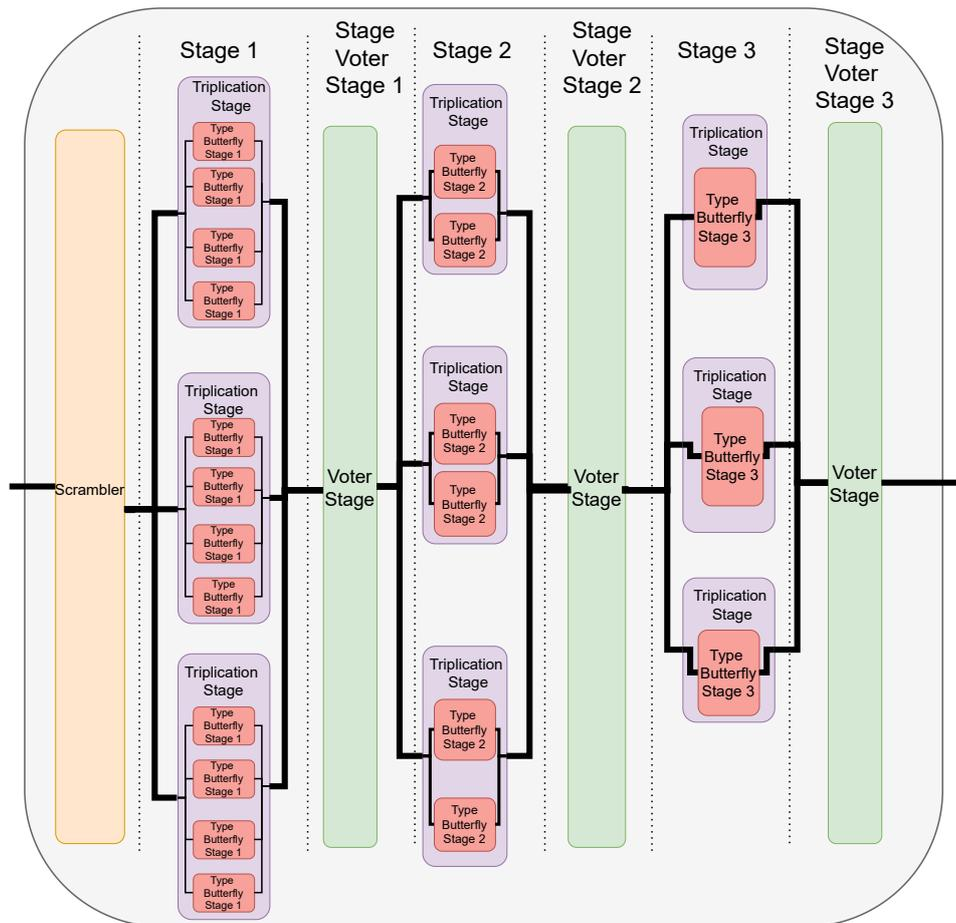 Stage 1
Stage
Voter
Stage 1
Stage 2
Stage
Voter
Stage 2
Stage 3
Stage
Voter
Stage 3
Scrambler
Triplication
Stage
Type
Butterfly
Stage 1
Type
Butterfly
Stage 1
Type
Butterfly
Stage 1
Type
Butterfly
Stage 1
Triplication
Stage
Type
Butterfly
Stage 1
Type
Butterfly
Stage 1
Type
Butterfly
Stage 1
Type
Butterfly
Stage 1
Triplication
Stage
Type
Butterfly
Stage 1
Type
Butterfly
Stage 1
Type
Butterfly
Stage 1
Type
Butterfly
Stage 1
Voter
Stage
Triplication
Stage
Type
Butterfly
Stage 2
Type
Butterfly
Stage 2
Triplication
Stage
Type
Butterfly
Stage 2
Type
Butterfly
Stage 2
Triplication
Stage
Type
Butterfly
Stage 2
Type
Butterfly
Stage 2
Voter
Stage
Triplication
Stage
Type
Butterfly
Stage 3
Triplication
Stage
Type
Butterfly
Stage 3
Triplication
Stage
Type
Butterfly
Stage 3
Voter
Stage